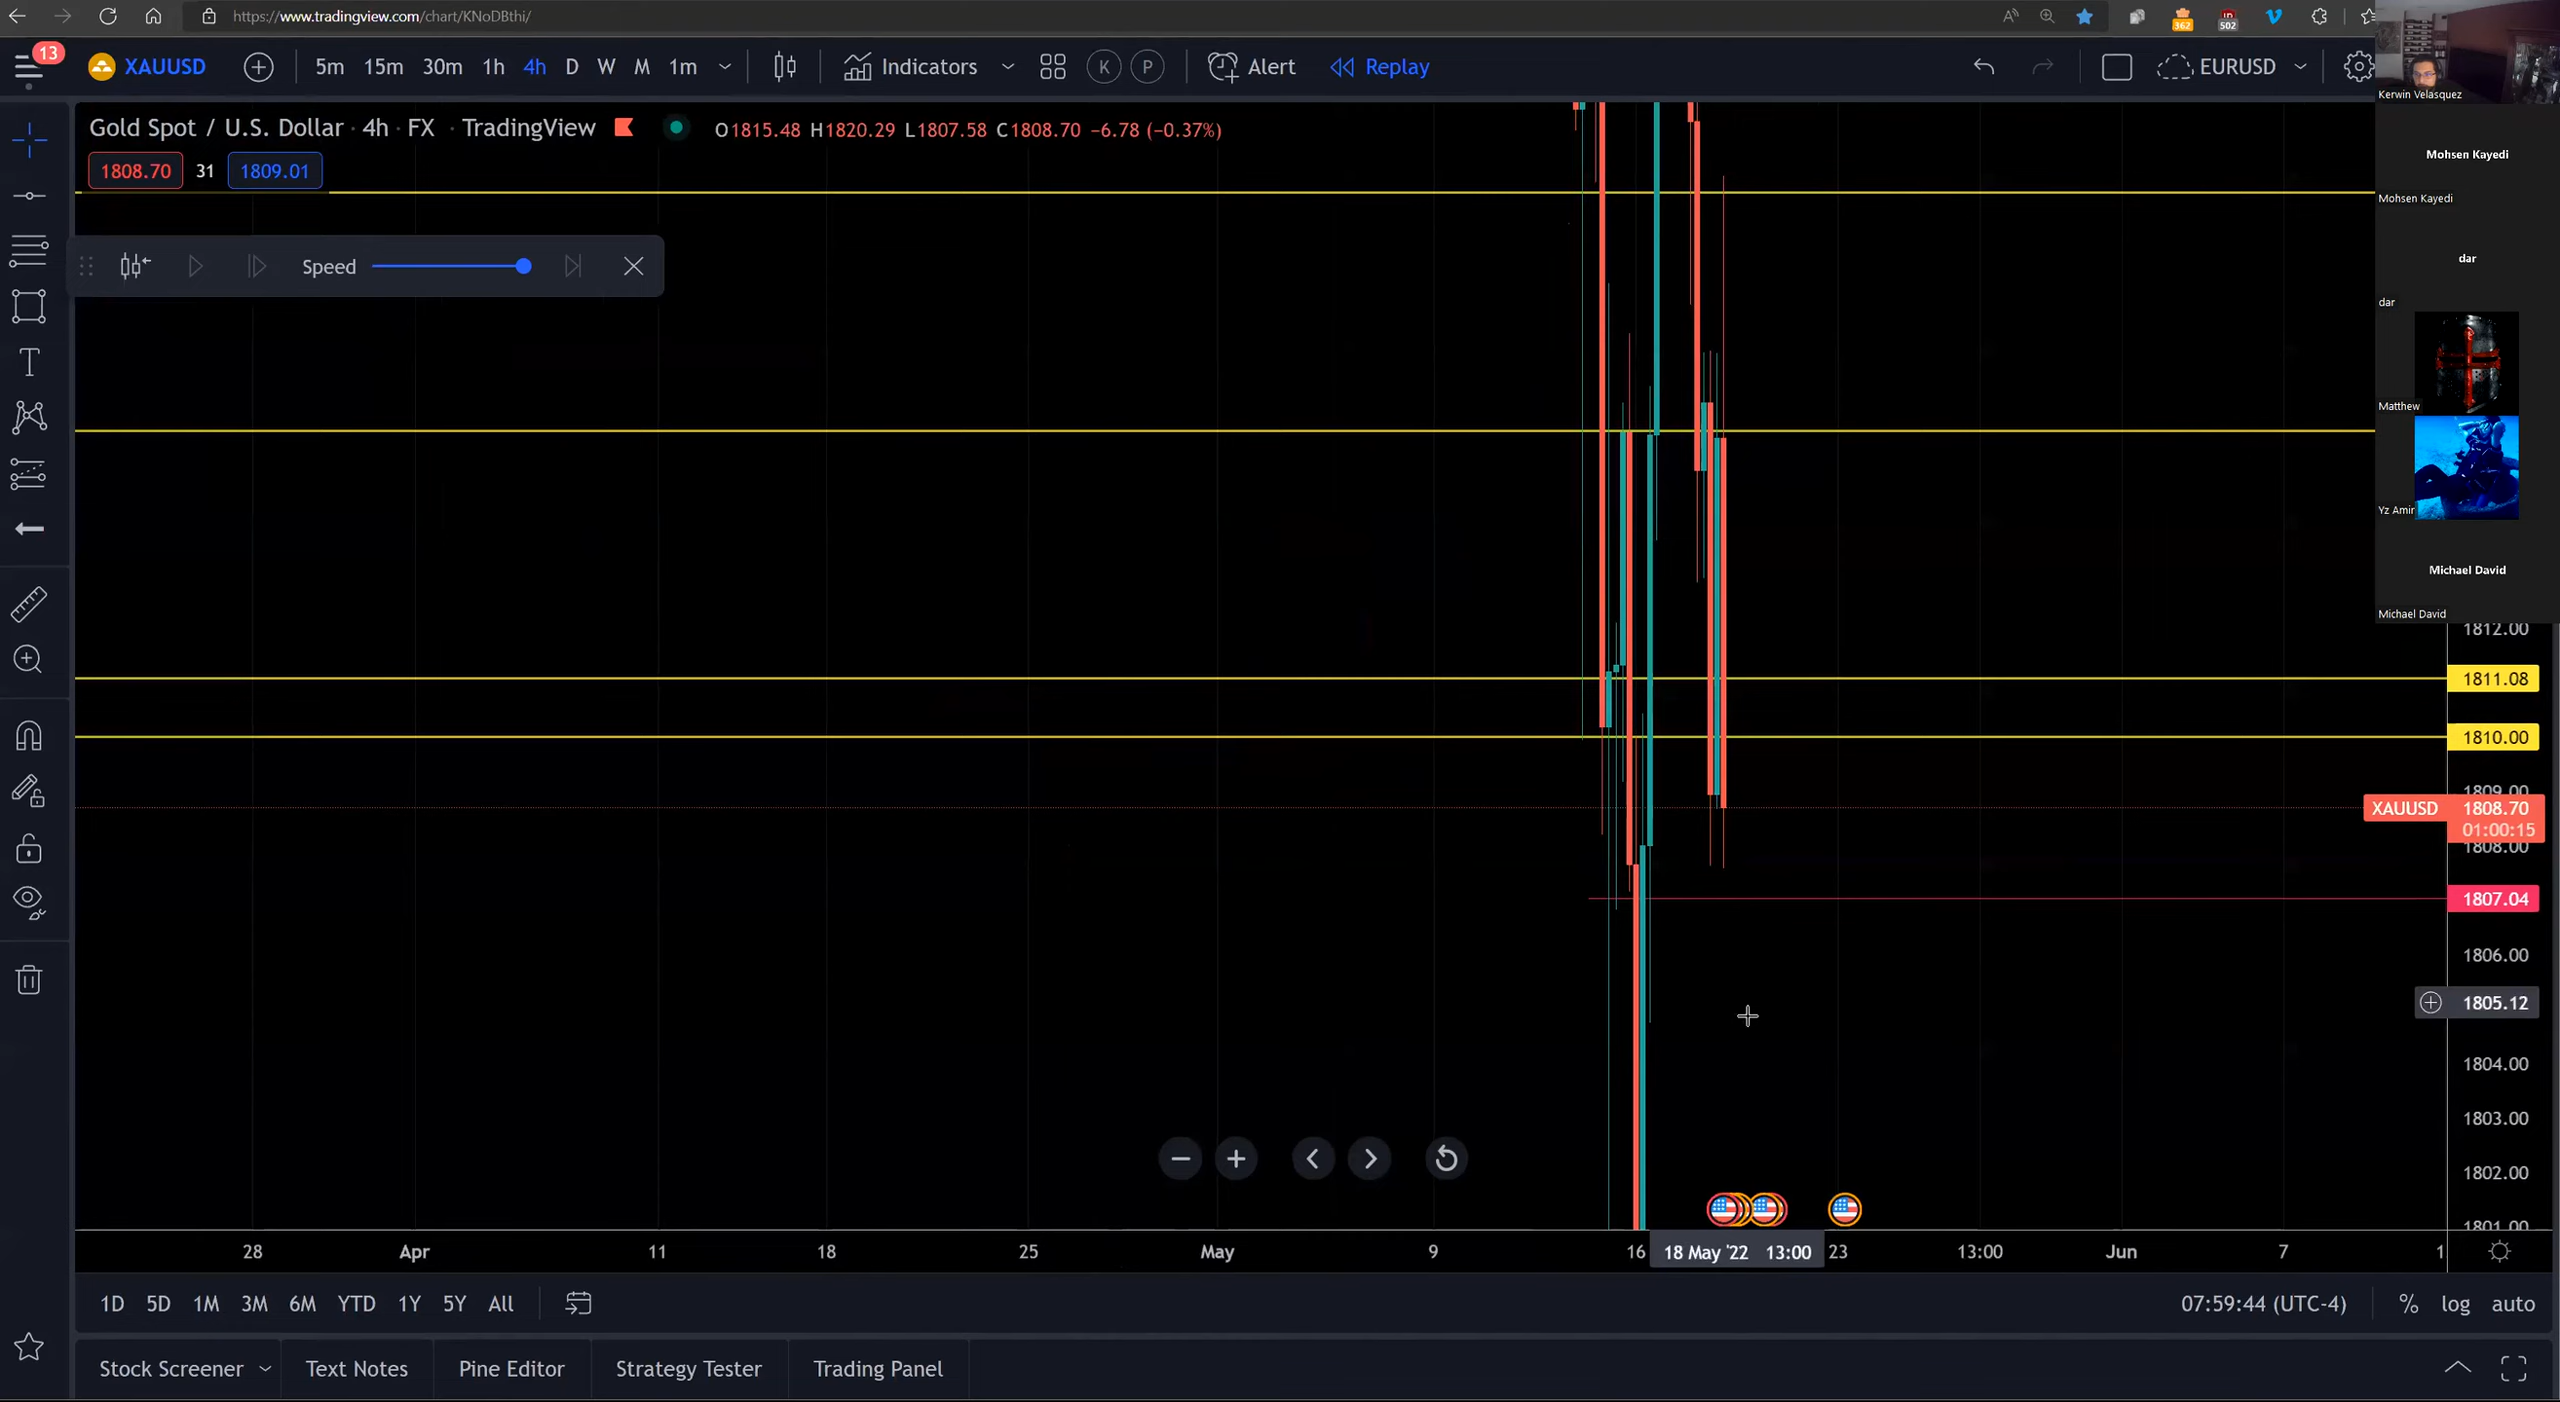 https://www.tradingview.com/chart/KNoDBthi/
362
502
13
XAUUSD
5m 15m 30m 1h 4h D W M 1m
Indicators
K P
Alert
Replay
EURUSD
Kerwin Velasquez
Gold Spot / U.S. Dollar · 4h · FX · TradingView
O1815.48 H1820.29 L1807.58 C1808.70 −6.78 (−0.37%)
1808.70 31 1809.01
Speed
Mohsen Kayedi
Mohsen Kayedi
dar
dar
Matthew
Yz Amir
Michael David
Michael David
1812.00
1811.08
1810.00
1809.00
XAUUSD 1808.70
01:00:15
1808.00
1807.04
1806.00
1805.12
1804.00
1803.00
1802.00
1801.00
28 Apr 11 18 25 May 9 16 18 May '22 13:00 23 13:00 Jun 7 1
1D 5D 1M 3M 6M YTD 1Y 5Y All
07:59:44 (UTC-4)
% log auto
Stock Screener Text Notes Pine Editor Strategy Tester Trading Panel